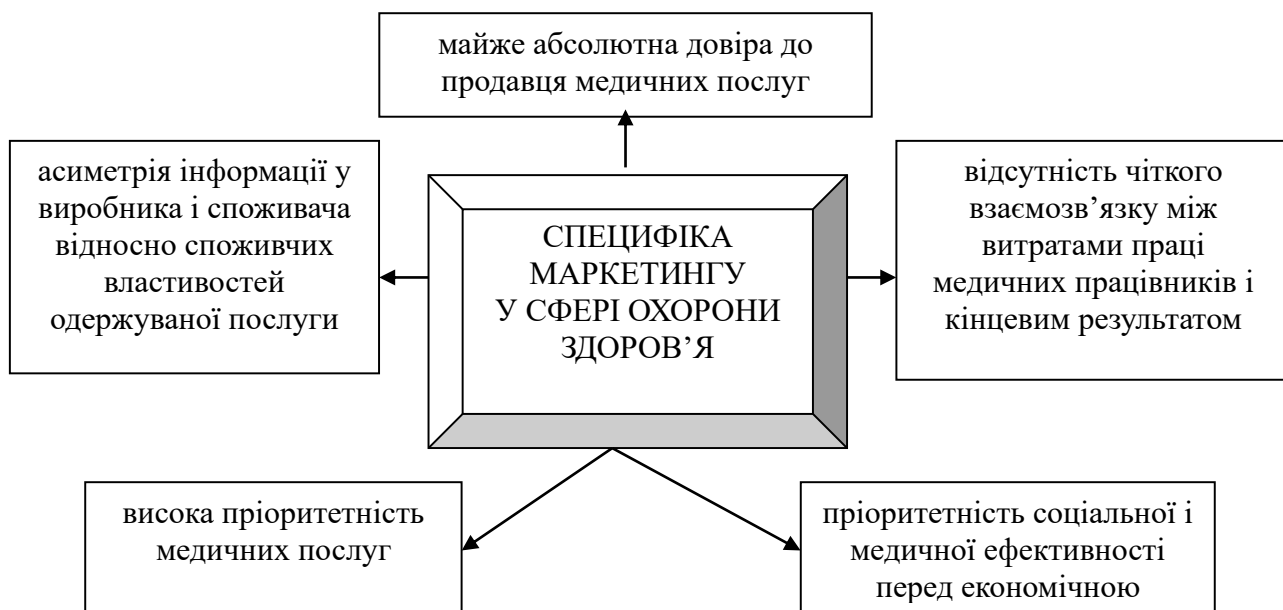 майже абсолютна довіра до
продавця медичних послуг
асиметрія інформації у
виробника і споживача
відносно споживчих
властивостей
одержуваної послуги
СПЕЦИФІКА
МАРКЕТИНГУ
У СФЕРІ ОХОРОНИ
ЗДОРОВ’Я
відсутність чіткого
взаємозв’язку між
витратами праці
медичних працівників і
кінцевим результатом
висока пріоритетність
медичних послуг
пріоритетність соціальної і
медичної ефективності
перед економічною